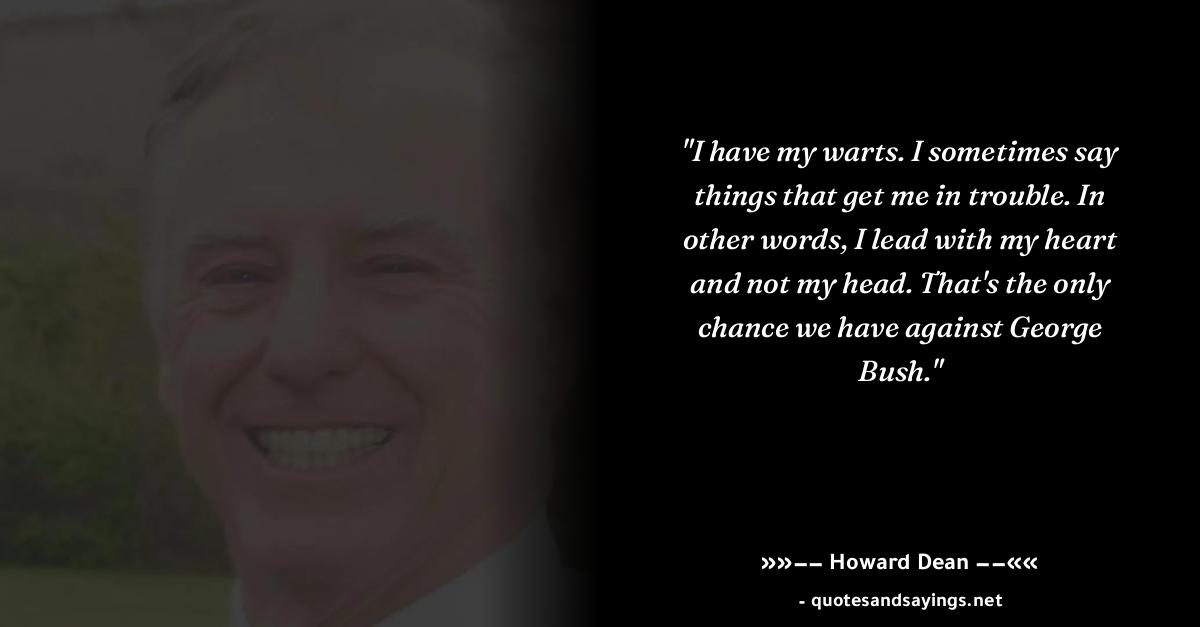 "I have my warts. I sometimes say
things that get me in trouble. In
other words, I lead with my heart
and not my head. That's the only
chance we have against George
Bush."
»»−− Howard Dean −−««
- quotesandsayings.net